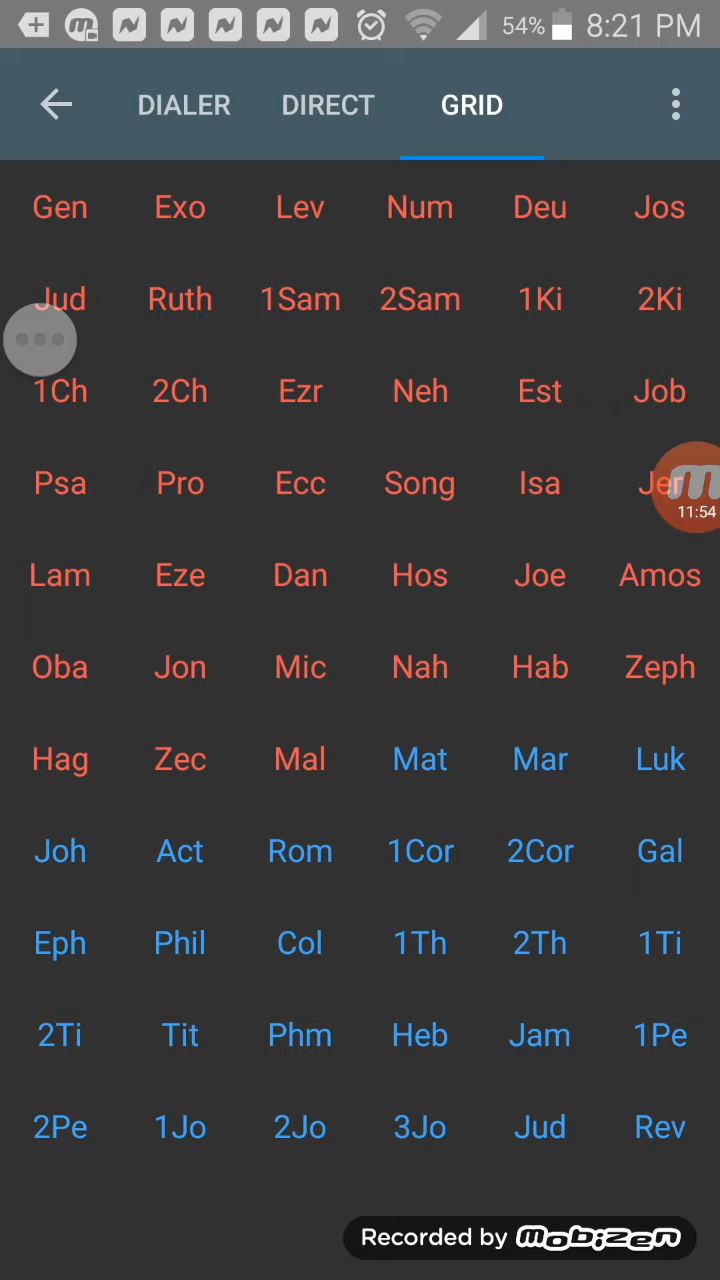 54% 8:21 PM
DIALER DIRECT GRID
Gen Exo Lev Num Deu Jos
Jud Ruth 1Sam 2Sam 1Ki 2Ki
1Ch 2Ch Ezr Neh Est Job
Psa Pro Ecc Song Isa Jer
11:54
Lam Eze Dan Hos Joe Amos
Oba Jon Mic Nah Hab Zeph
Hag Zec Mal Mat Mar Luk
Joh Act Rom 1Cor 2Cor Gal
Eph Phil Col 1Th 2Th 1Ti
2Ti Tit Phm Heb Jam 1Pe
2Pe 1Jo 2Jo 3Jo Jud Rev
Recorded by mobizen